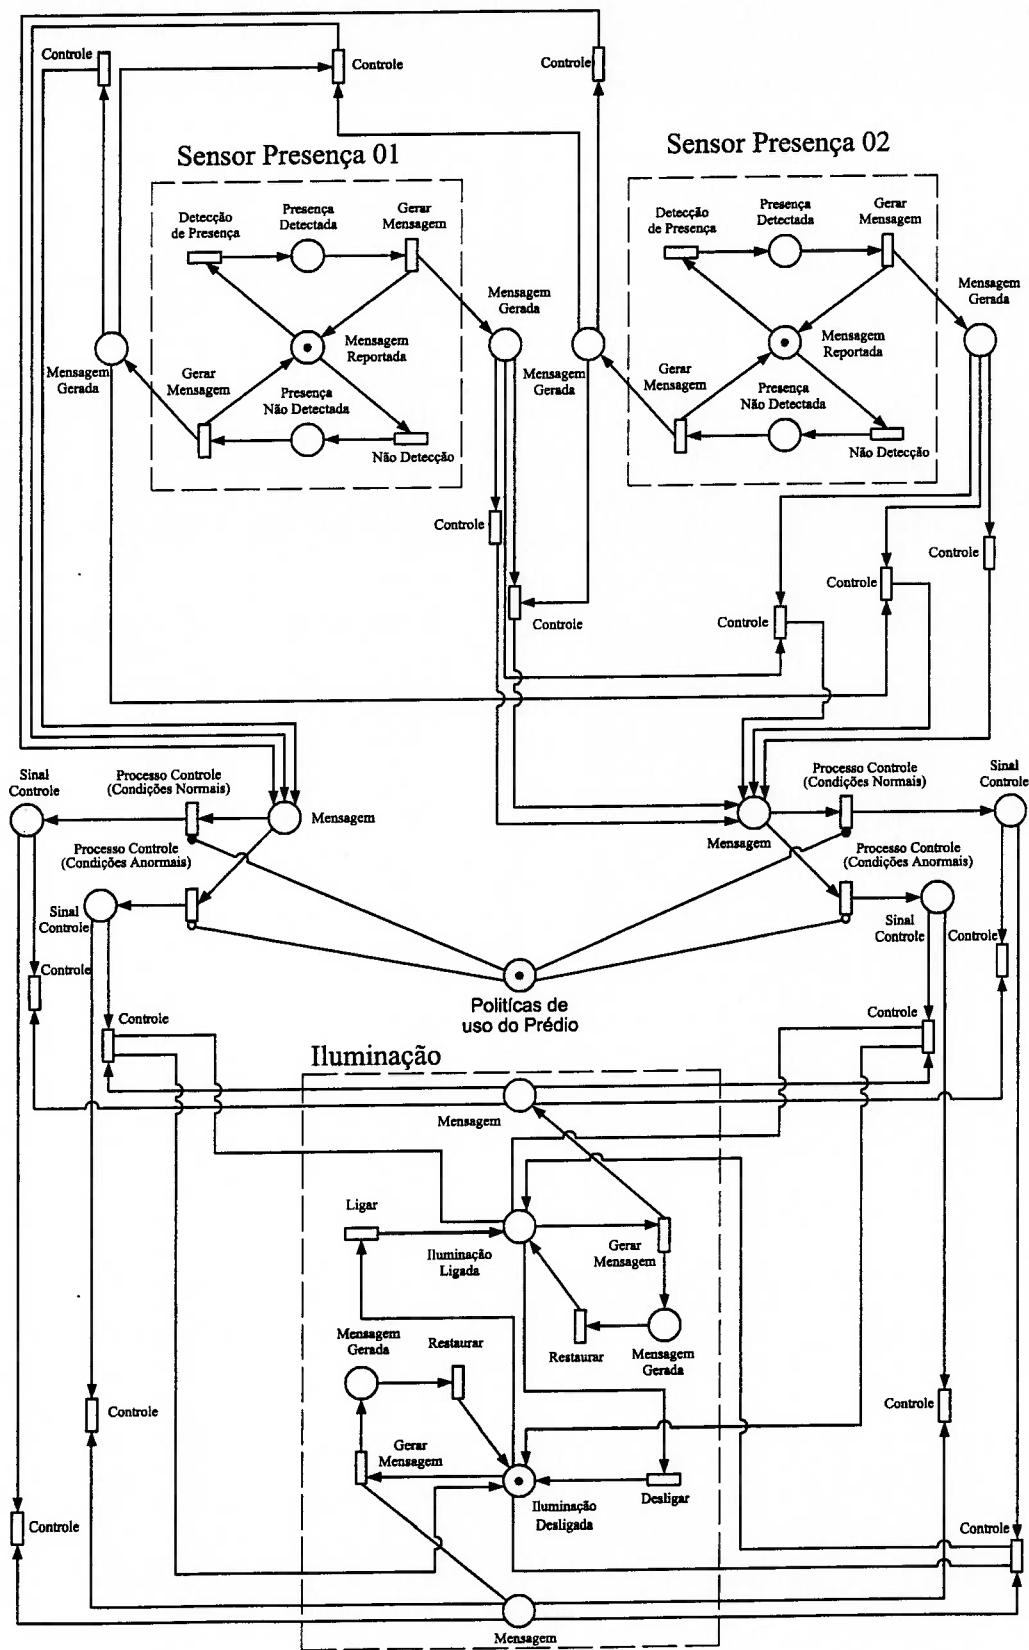 Controle
Controle
Controle
Sensor Presença 01
Sensor Presença 02
Detecção
de Presença
Presença
Detectada
Gerar
Mensagem
Detecção
de Presença
Presença
Detectada
Gerar
Mensagem
Mensagem
Gerada
Mensagem
Gerada
Mensagem
Reportada
Mensagem
Reportada
Mensagem
Gerada
Gerar
Mensagem
Presença
Não Detectada
Mensagem
Gerada
Gerar
Mensagem
Presença
Não Detectada
Não Detecção
Não Detecção
Controle
Controle
Controle
Controle
Controle
Sinal
Controle
Processo Controle
(Condições Normais)
Mensagem
Processo Controle
(Condições Normais)
Sinal
Controle
Mensagem
Processo Controle
(Condições Anormais)
Processo Controle
(Condições Anormais)
Sinal
Controle
Sinal
Controle
Controle
Controle
Politícas de
uso do Prédio
Controle
Controle
Iluminação
Mensagem
Ligar
Iluminação
Ligada
Gerar
Mensagem
Mensagem
Gerada
Restaurar
Restaurar
Mensagem
Gerada
Controle
Controle
Gerar
Mensagem
Iluminação
Desligada
Desligar
Controle
Controle
Mensagem